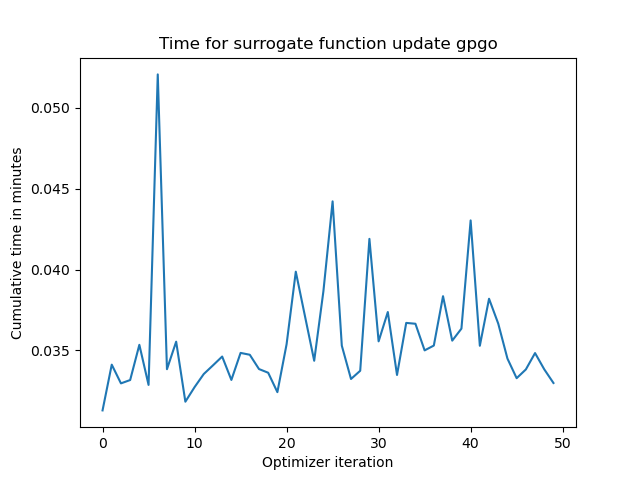 Time for surrogate function update gpgo
Cumulative time in minutes
0.050
0.045
0.040
0.035
0 10 20 30 40 50
Optimizer iteration